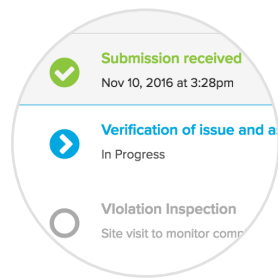 Submission received
Nov 10, 2016 at 3:28pm
Verification of issue and
In Progress
VIolation Inspection
Site visit to monitor